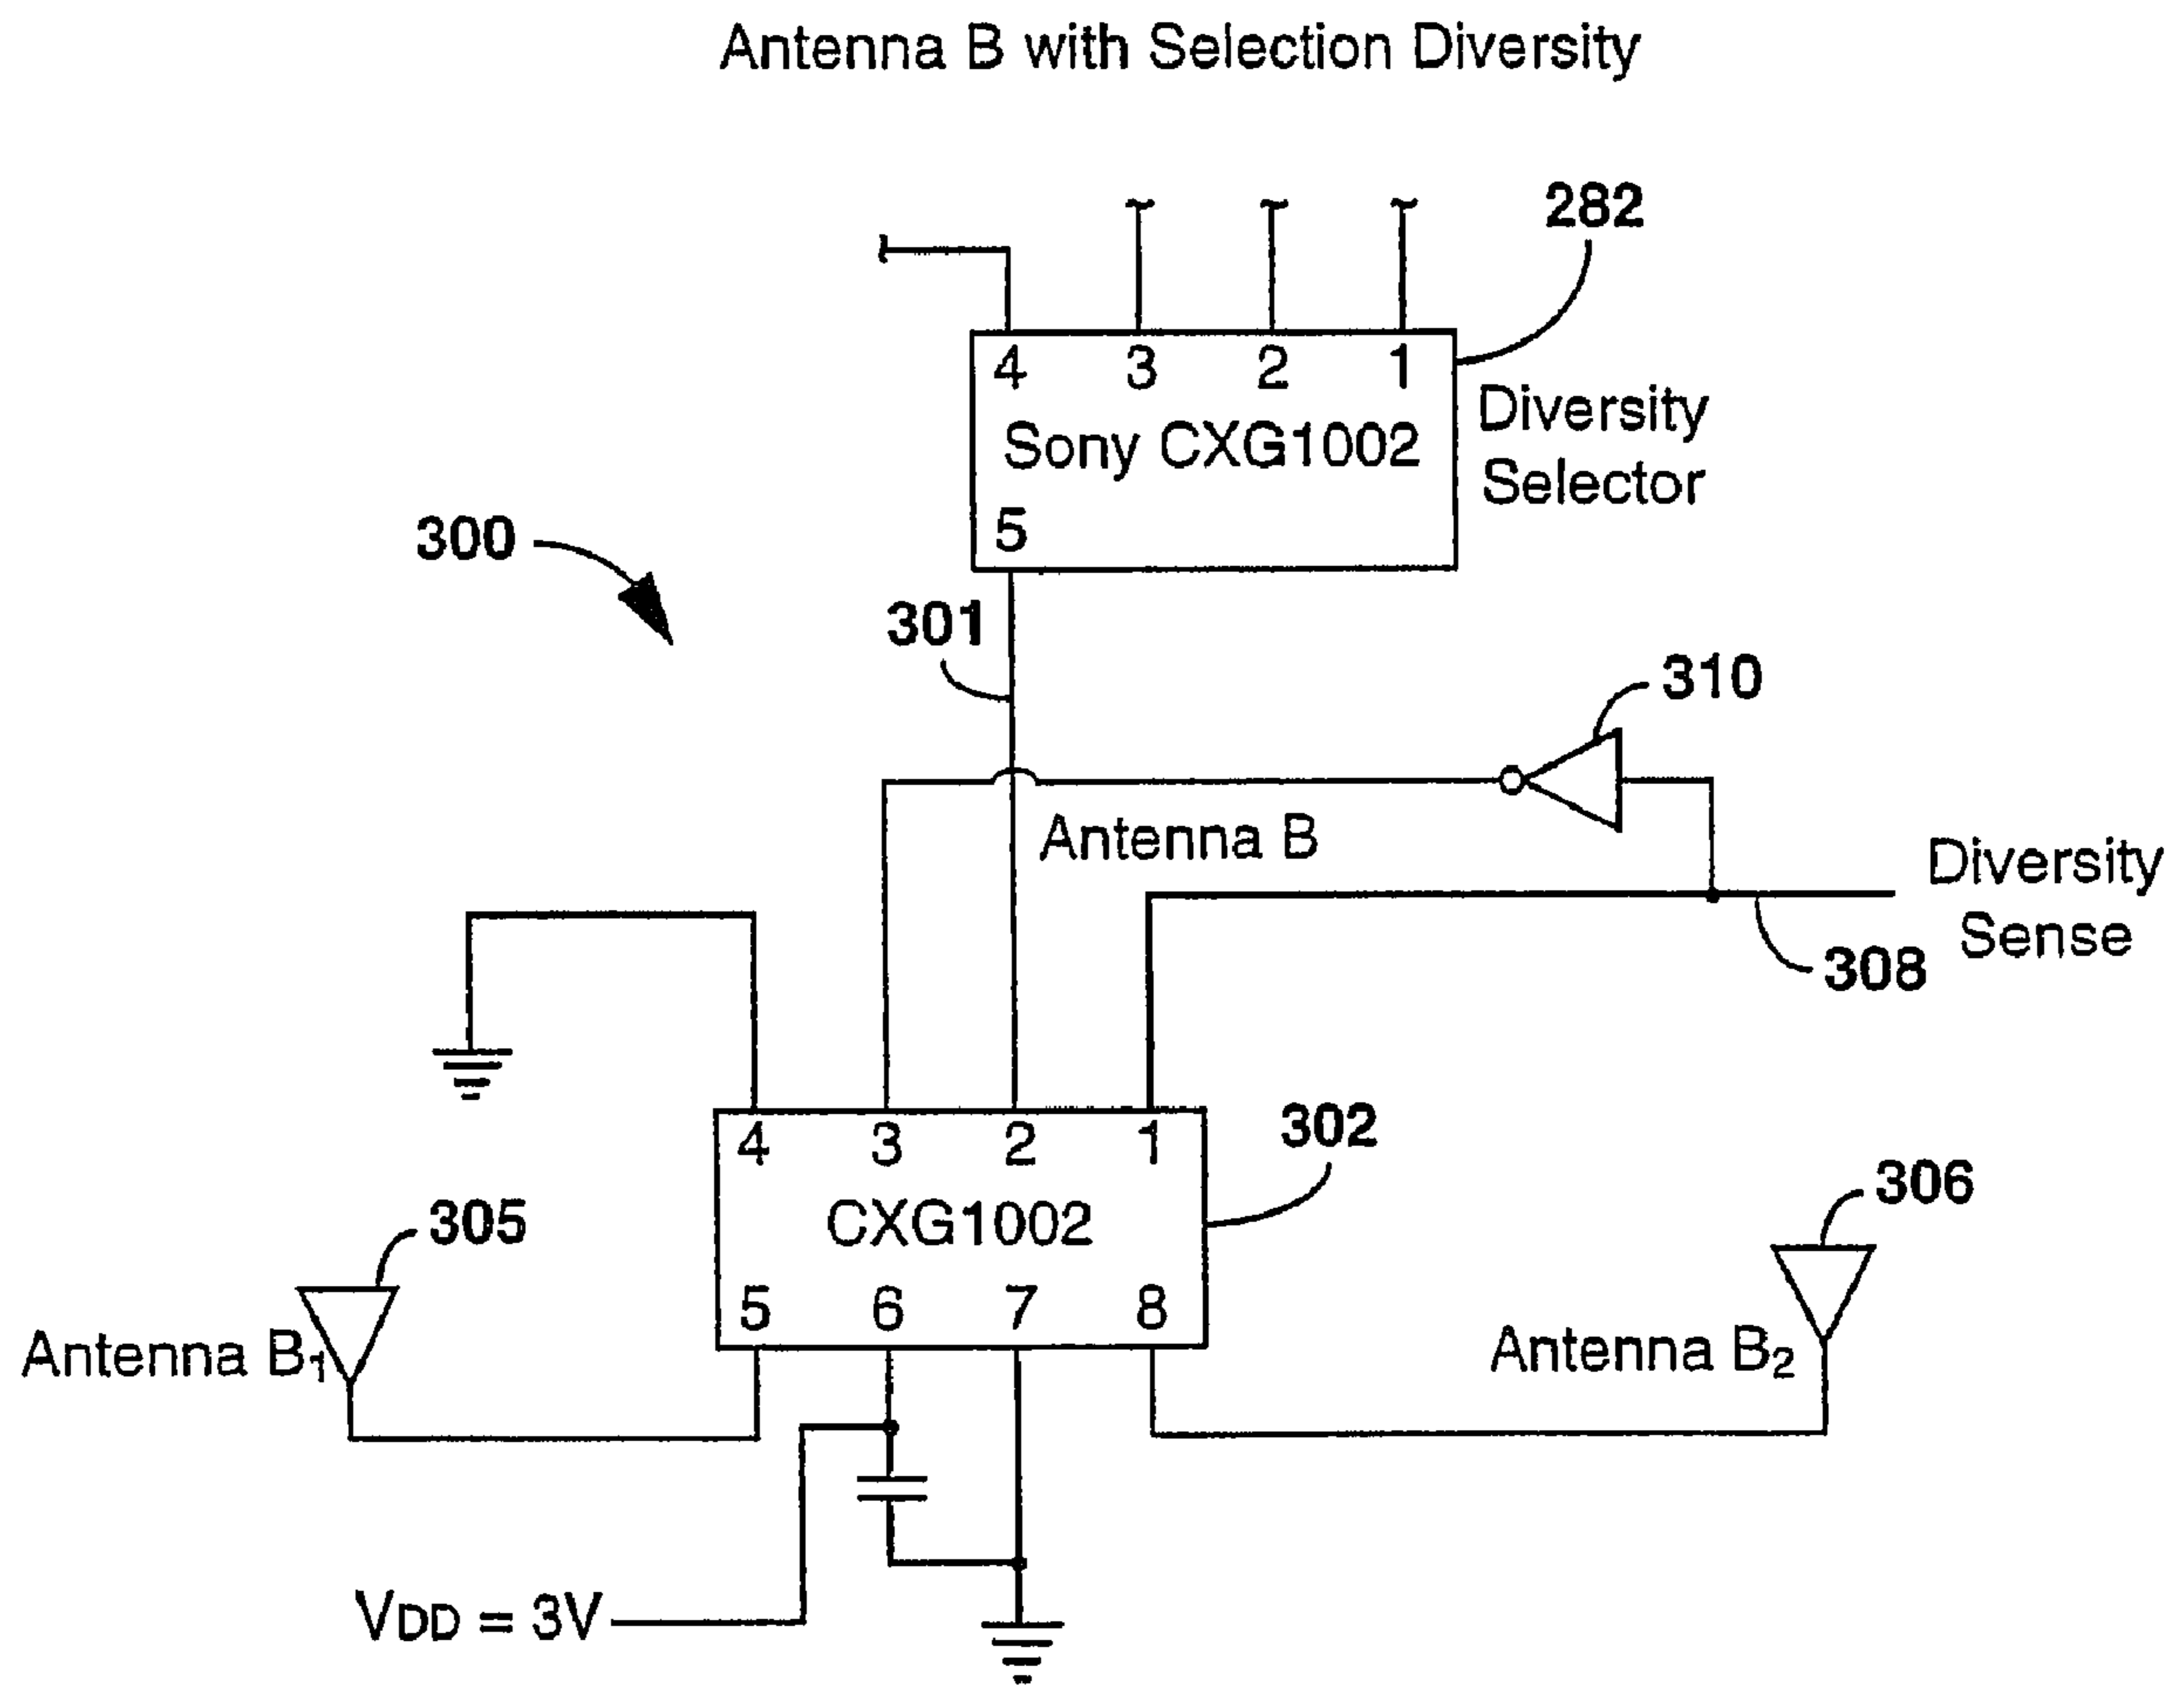 Antenna B with Selection Diversity
282
4 3 2 1
Sony CXG1002
5
Diversity
Selector
300
301
310
Antenna B
Diversity
Sense
308
4 3 2 1
CXG1002
5 6 7 8
302
305
Antenna B1
306
Antenna B2
VDD = 3V